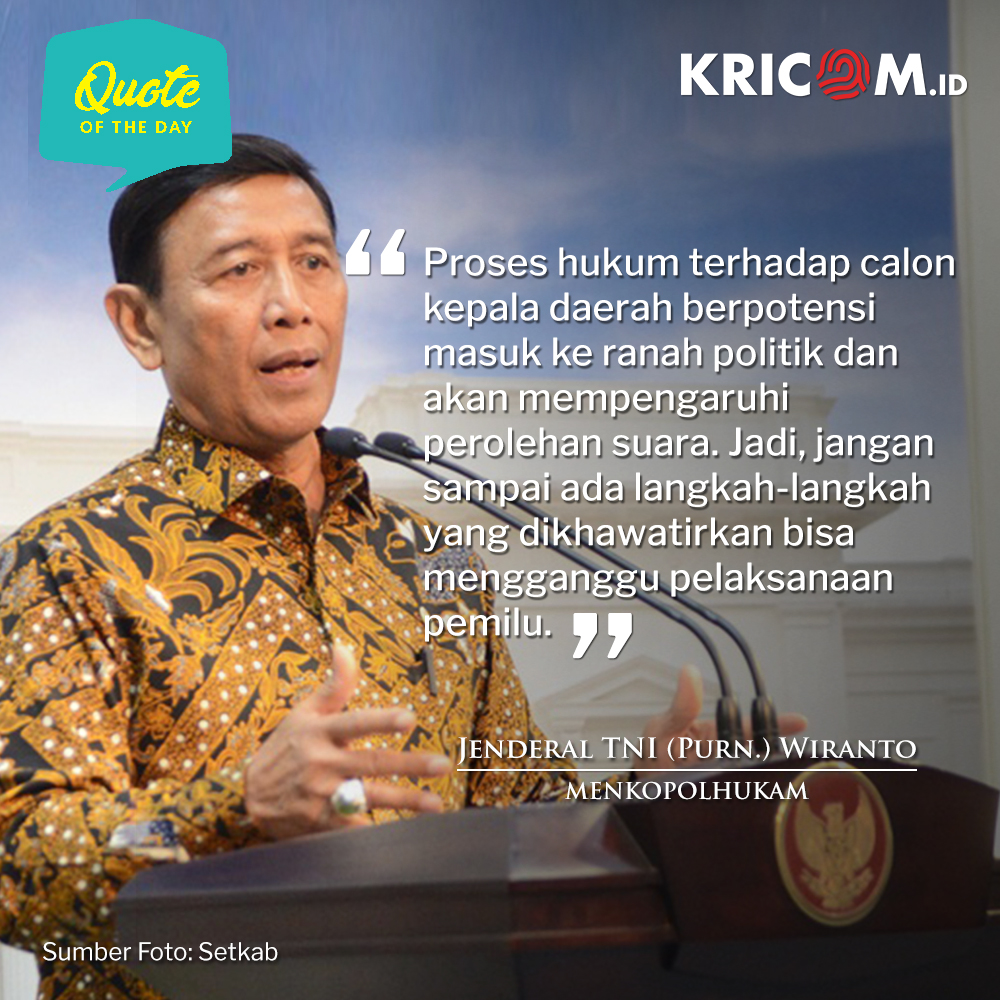 Quote
OF THE DAY
KRICOM.ID
“ Proses hukum terhadap calon
kepala daerah berpotensi
masuk ke ranah politik dan
akan mempengaruhi
perolehan suara. Jadi, jangan
sampai ada langkah-langkah
yang dikhawatirkan bisa
mengganggu pelaksanaan
pemilu. ”
JENDERAL TNI (PURN.) WIRANTO
MENKOPOLHUKAM
Sumber Foto: Setkab